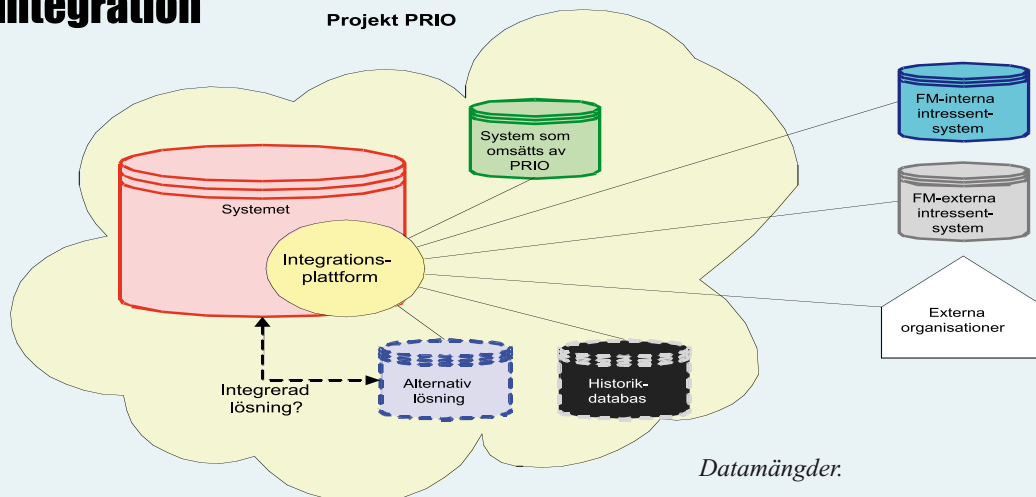 Integration
Projekt PRIO
FM-interna
intressent-
system
System som
omsätts av
PRIO
FM-externa
intressent-
system
Systemet
Integrations-
plattform
Externa
organisationer
Integrerad
lösning?
Alternativ
lösning
Historik-
databas
Datamängder.